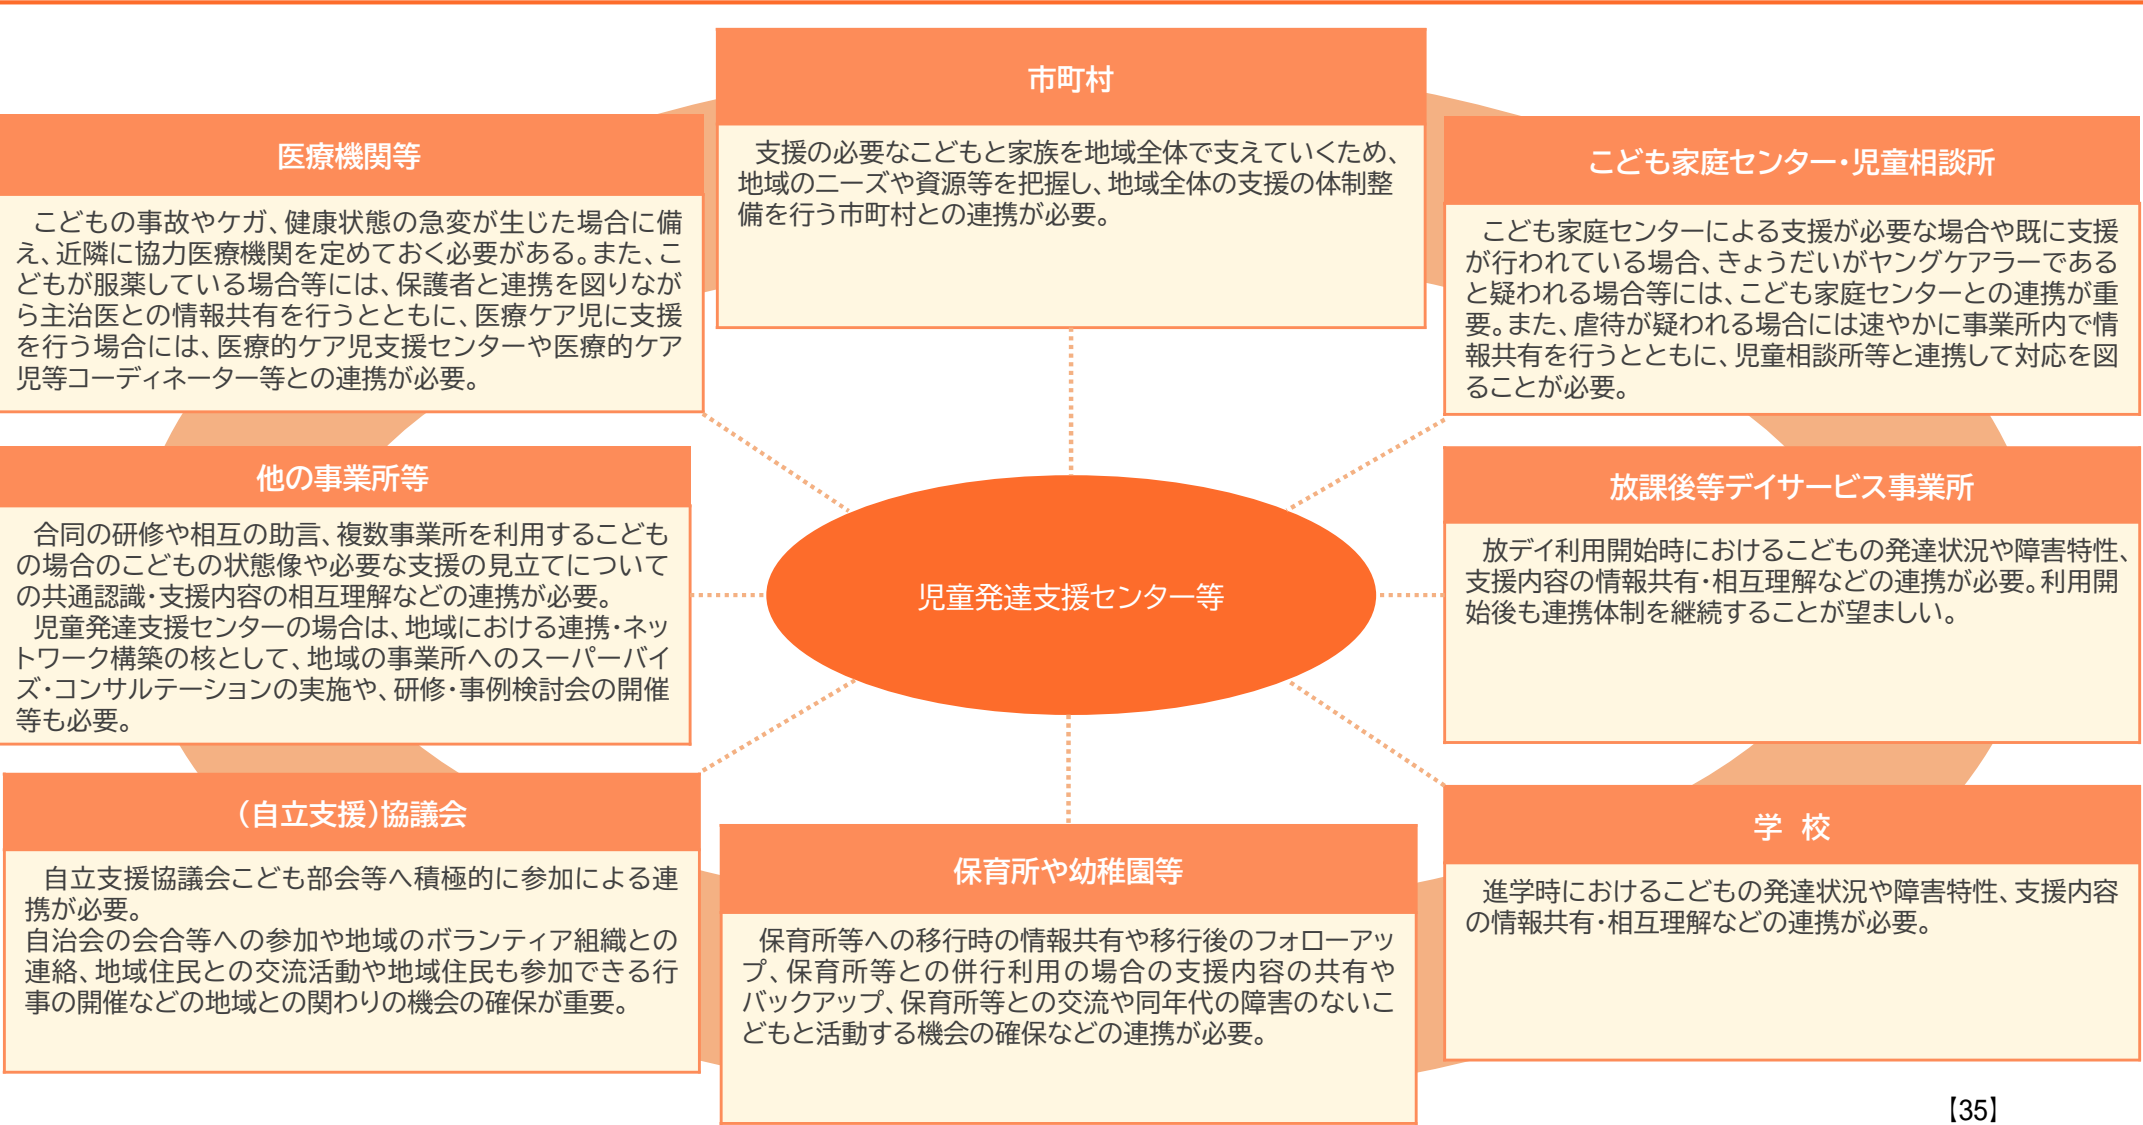 市町村
支援の必要なこどもと家族を地域全体で支えていくため、
地域のニーズや資源等を把握し、地域全体の支援の体制整
備を行う市町村との連携が必要。
医療機関等
こどもの事故やケガ、健康状態の急変が生じた場合に備
え、近隣に協力医療機関を定めておく必要がある。また、こ
どもが服薬している場合等には、保護者と連携を図りなが
ら主治医との情報共有を行うとともに、医療ケア児に支援
を行う場合には、医療的ケア児支援センターや医療的ケア
児等コーディネーター等との連携が必要。
こども家庭センター・児童相談所
こども家庭センターによる支援が必要な場合や既に支援
が行われている場合、きょうだいがヤングケアラーである
と疑われる場合等には、こども家庭センターとの連携が重
要。また、虐待が疑われる場合には速やかに事業所内で情
報共有を行うとともに、児童相談所等と連携して対応を図
ることが必要。
他の事業所等
合同の研修や相互の助言、複数事業所を利用するこども
の場合のこどもの状態像や必要な支援の見立てについて
の共通認識・支援内容の相互理解などの連携が必要。
児童発達支援センターの場合は、地域における連携・ネッ
トワーク構築の核として、地域の事業所へのスーパーバイ
ズ・コンサルテーションの実施や、研修・事例検討会の開催
等も必要。
児童発達支援センター等
放課後等デイサービス事業所
放デイ利用開始時におけるこどもの発達状況や障害特性、
支援内容の情報共有・相互理解などの連携が必要。利用開
始後も連携体制を継続することが望ましい。
(自立支援)協議会
自立支援協議会こども部会等へ積極的に参加による連
携が必要。
自治会の会合等への参加や地域のボランティア組織との
連絡、地域住民との交流活動や地域住民も参加できる行
事の開催などの地域との関わりの機会の確保が重要。
保育所や幼稚園等
保育所等への移行時の情報共有や移行後のフォローアッ
プ、保育所等との併行利用の場合の支援内容の共有や
バックアップ、保育所等との交流や同年代の障害のないこ
どもと活動する機会の確保などの連携が必要。
学 校
進学時におけるこどもの発達状況や障害特性、支援内容
の情報共有・相互理解などの連携が必要。
【35】